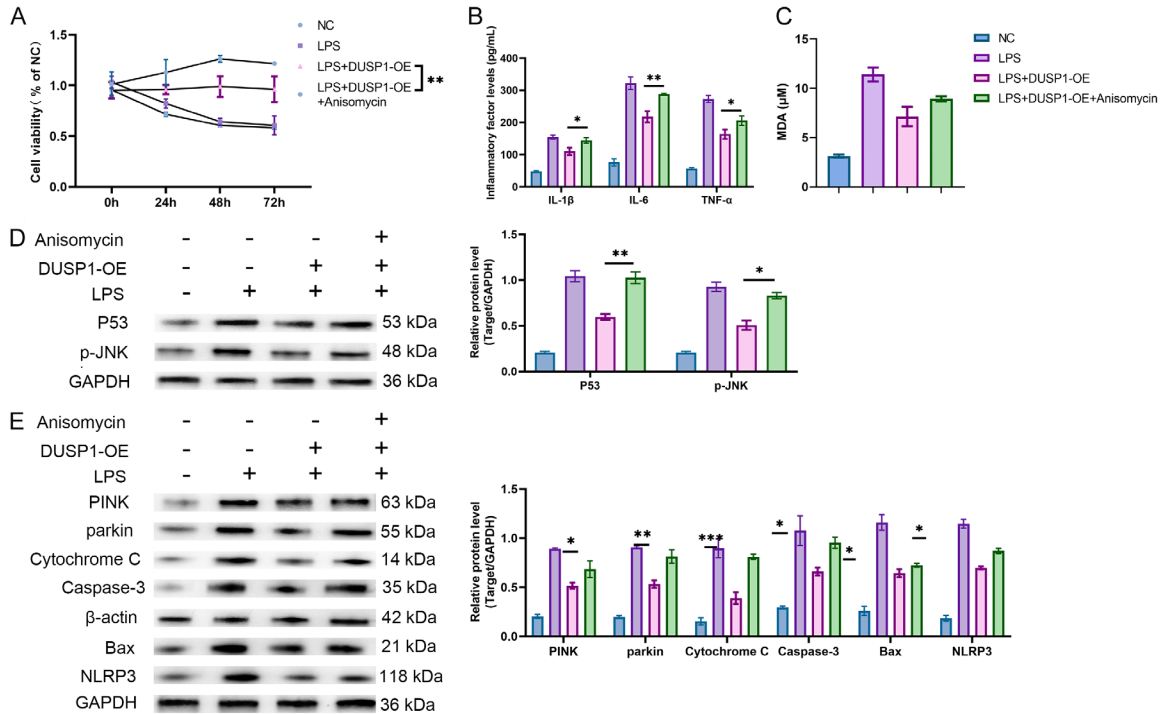 A
Cell viability ( % of NC)
1.5
1.0
0.5
0.0
0h 24h 48h 72h
NC
LPS
LPS+DUSP1-OE
LPS+DUSP1-OE
+Anisomycin
**
B
Inflammatory factor levels (pg/mL)
400
300
200
100
0
* ** *
IL-1β IL-6 TNF-α
C
MDA (μM)
15
10
5
0
NC
LPS
LPS+DUSP1-OE
LPS+DUSP1-OE+Anisomycin
D
Anisomycin - - - +
DUSP1-OE - - + +
LPS - + + +
P53 53 kDa
p-JNK 48 kDa
GAPDH 36 kDa
Relative protein level
(Target/GAPDH)
1.5
1.0
0.5
0.0
** *
P53 p-JNK
E
Anisomycin - - - +
DUSP1-OE - - + +
LPS - + + +
PINK 63 kDa
parkin 55 kDa
Cytochrome C 14 kDa
Caspase-3 35 kDa
β-actin 42 kDa
Bax 21 kDa
NLRP3 118 kDa
GAPDH 36 kDa
Relative protein level
(Target/GAPDH)
1.5
1.0
0.5
0.0
* ** *** * * *
PINK parkin Cytochrome C Caspase-3 Bax NLRP3